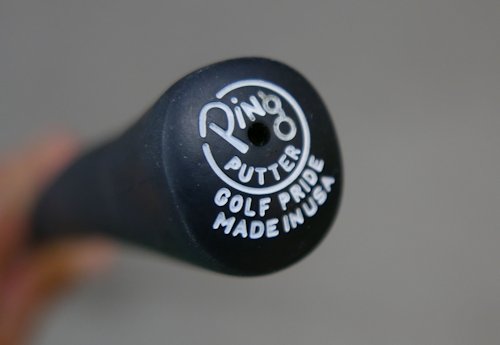 Ping
PUTTER
GOLF PRIDE
MADE IN USA